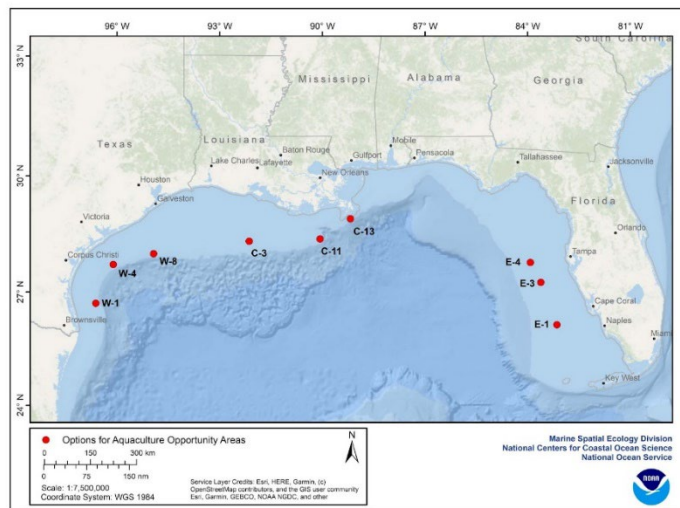 96°W 93°W 90°W 87°W 84°W 81°W
South Carolina
33°N
Mississippi Alabama Georgia
Texas Louisiana
Mobile
Baton Rouge
Pensacola
Tallahassee
Jacksonville
Lake Charles
Lafayette
Gulfport
30°N
New Orleans
Houston
Galveston
Florida
Victoria
C-13
Orlando
C-3
C-11
Corpus Christi
W-8
Tampa
E-4
W-4
27°N
E-3
W-1
Cape Coral
Brownsville
E-1
Naples
Miami
Key West
24°N
Options for Aquaculture Opportunity Areas
0 150 300 km
0 75 150 nm
Scale: 1:7,500,000
Coordinate System: WGS 1984
N
Service Layer Credits: Esri, HERE, Garmin, (c)
OpenStreetMap contributors, and the GIS user community
Esri, Garmin, GEBCO, NOAA NGDC, and other
Marine Spatial Ecology Division
National Centers for Coastal Ocean Science
National Ocean Service
NOAA